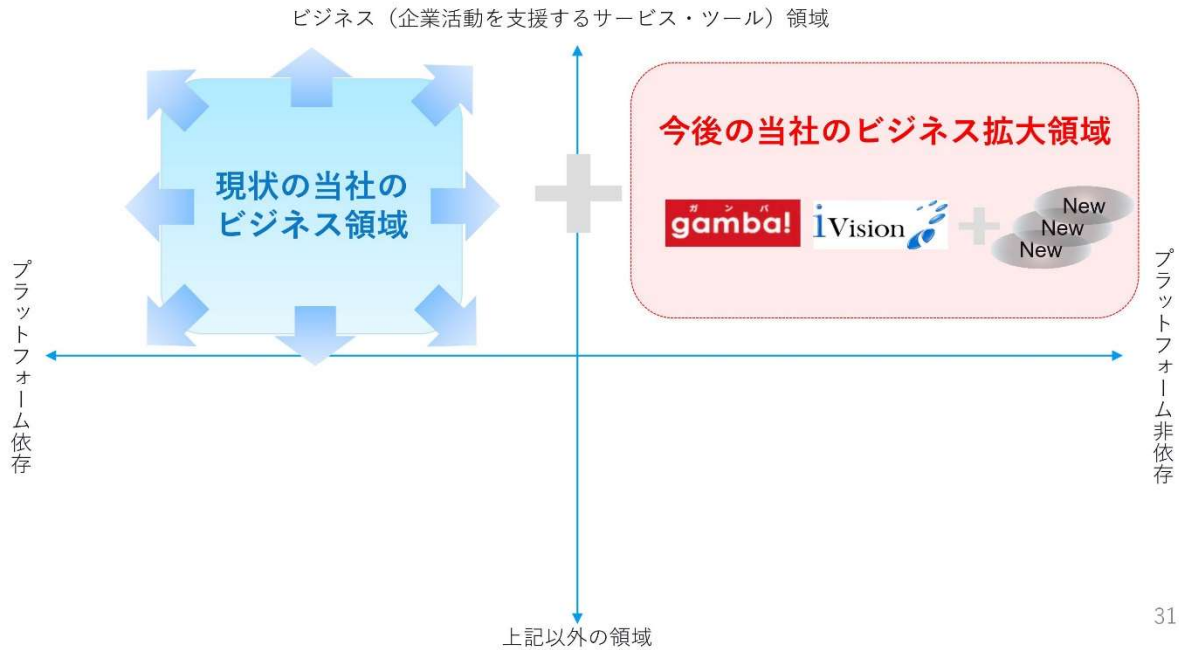 ビジネス（企業活動を支援するサービス・ツール）領域
現状の当社の
ビジネス領域
今後の当社のビジネス拡大領域
ガンバ
gamba!
iVision
New
New
New
プラットフォーム依存
プラットフォーム非依存
上記以外の領域
31